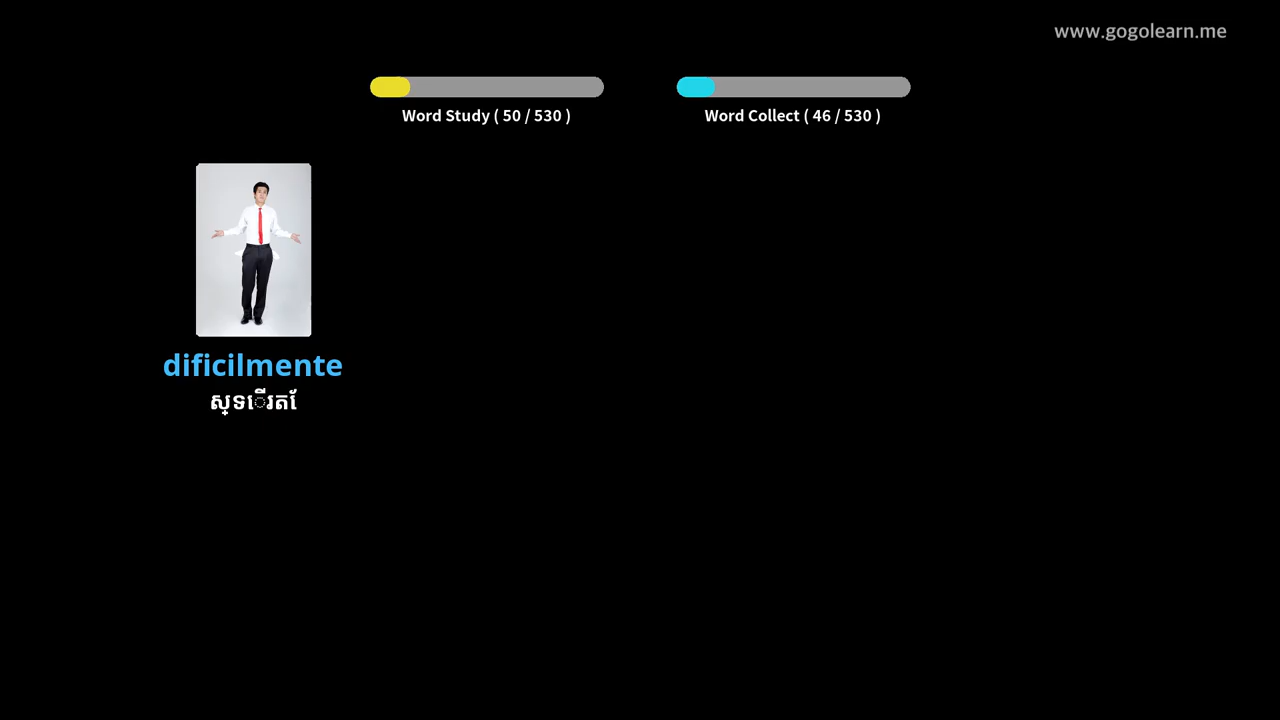 www.gogolearn.me
Word Study ( 50 / 530 )
Word Collect ( 46 / 530 )
dificilmente
ស្ទេីរតែ